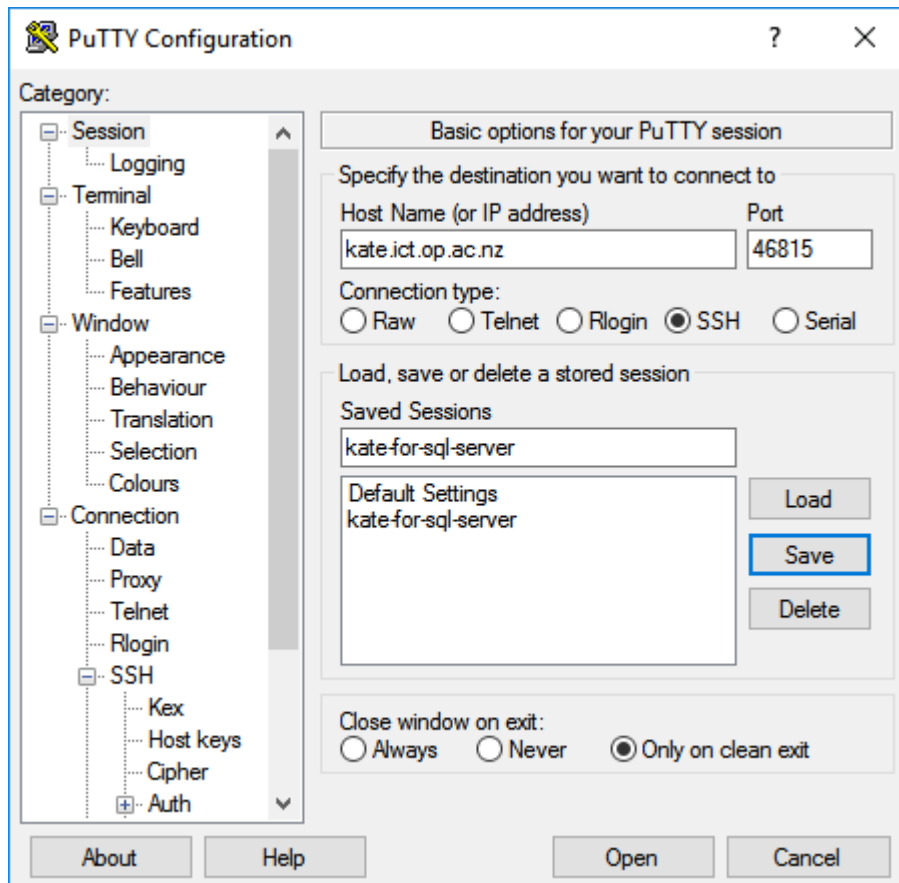 PuTTY Configuration ?
Category:
Session
Logging
Terminal
Keyboard
Bell
Features
Window
Appearance
Behaviour
Translation
Selection
Colours
Connection
Data
Proxy
Telnet
Rlogin
SSH
Kex
Host keys
Cipher
Auth
Basic options for your PuTTY session
Specify the destination you want to connect to
Host Name (or IP address) Port
kate.ict.op.ac.nz 46815
Connection type:
Raw Telnet Rlogin SSH Serial
Load, save or delete a stored session
Saved Sessions
kate-for-sql-server
Default Settings
kate-for-sql-server
Load
Save
Delete
Close window on exit:
Always Never Only on clean exit
About Help Open Cancel